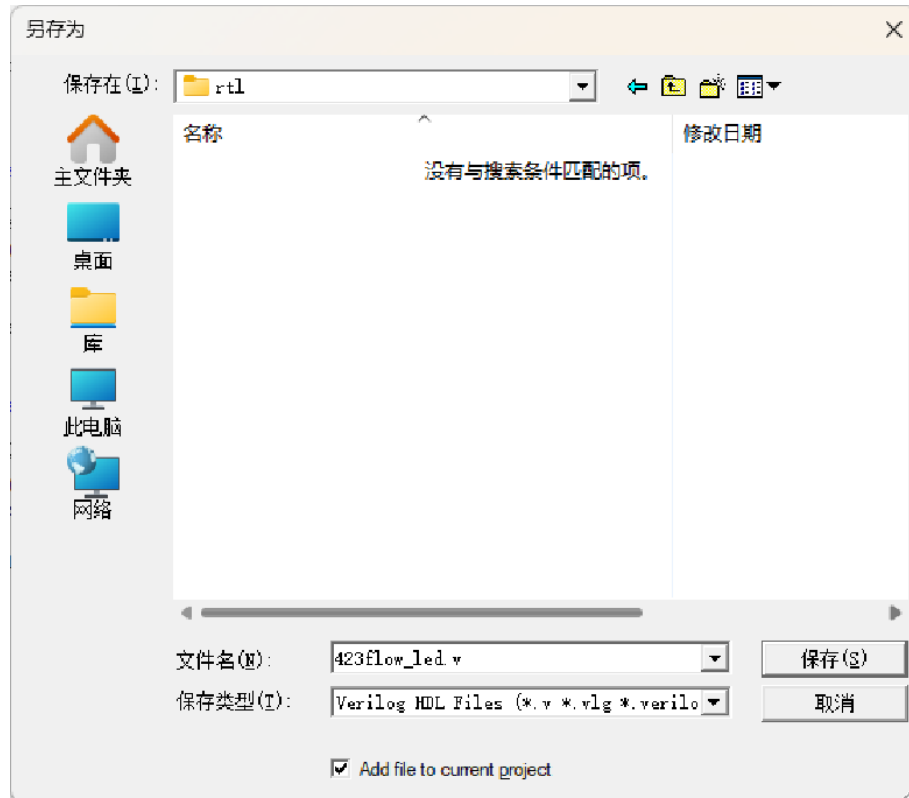 另存为
保存在(I):
rtl
名称
修改日期
没有与搜索条件匹配的项。
主文件夹
桌面
库
此电脑
网络
文件名(N):
423flow_led.v
保存(S)
保存类型(T):
Verilog HDL Files (*.v *.vlg *.verilo
取消
Add file to current project